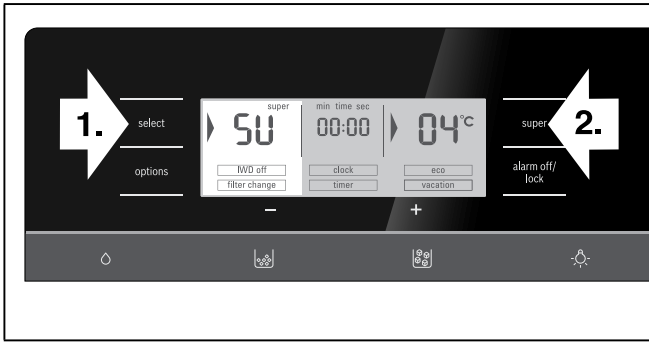 1.
select
options
super
SU
IWD off
filter change
min time sec
00:00
clock
timer
04°C
eco
vacation
super
2.
alarm off/
lock
− +